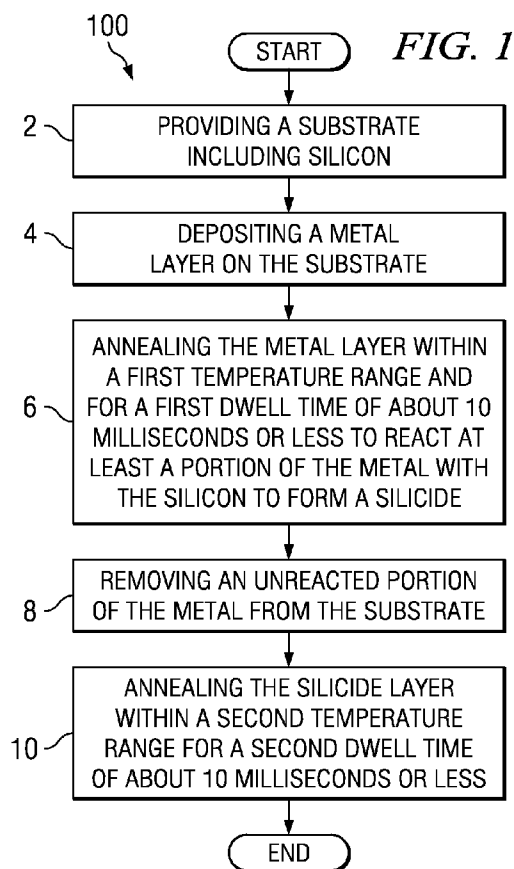 100
START
FIG. 1
2
PROVIDING A SUBSTRATE
INCLUDING SILICON
4
DEPOSITING A METAL
LAYER ON THE SUBSTRATE
6
ANNEALING THE METAL LAYER WITHIN
A FIRST TEMPERATURE RANGE AND
FOR A FIRST DWELL TIME OF ABOUT 10
MILLISECONDS OR LESS TO REACT AT
LEAST A PORTION OF THE METAL WITH
THE SILICON TO FORM A SILICIDE
8
REMOVING AN UNREACTED PORTION
OF THE METAL FROM THE SUBSTRATE
10
ANNEALING THE SILICIDE LAYER
WITHIN A SECOND TEMPERATURE
RANGE FOR A SECOND DWELL TIME
OF ABOUT 10 MILLISECONDS OR LESS
END